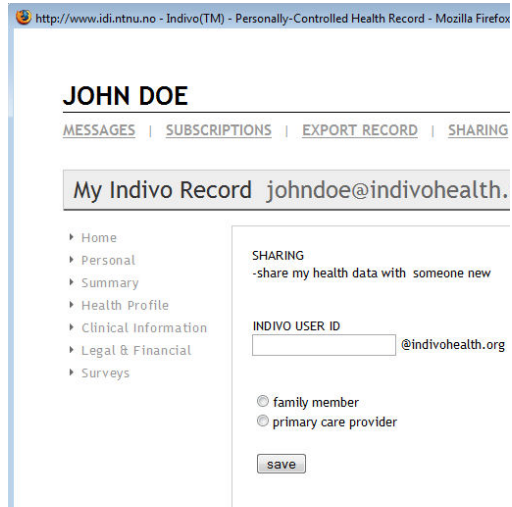 http://www.idi.ntnu.no - Indivo(TM) - Personally-Controlled Health Record - Mozilla Firefox
JOHN DOE
MESSAGES | SUBSCRIPTIONS | EXPORT RECORD | SHARING
My Indivo Record johndoe@indivohealth.
Home
Personal
Summary
Health Profile
Clinical Information
Legal & Financial
Surveys
SHARING
-share my health data with someone new
INDIVO USER ID
@indivohealth.org
family member
primary care provider
save